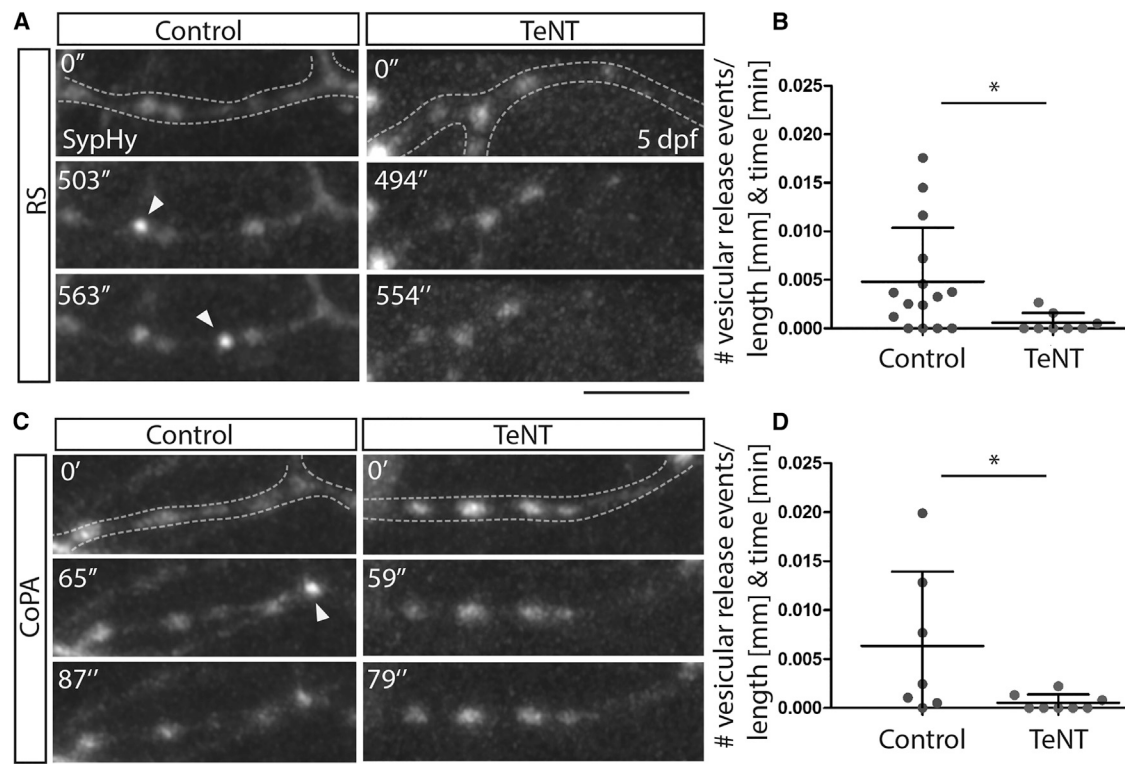 A
Control
TeNT
RS
0″
SypHy
0″
5 dpf
503″
494″
563″
554″
B
# vesicular release events/
length [mm] & time [min]
0.025
0.020
0.015
0.010
0.005
0.000
*
Control
TeNT
C
Control
TeNT
CoPA
0′
0′
65″
59″
87″
79″
D
# vesicular release events/
length [mm] & time [min]
0.025
0.020
0.015
0.010
0.005
0.000
*
Control
TeNT